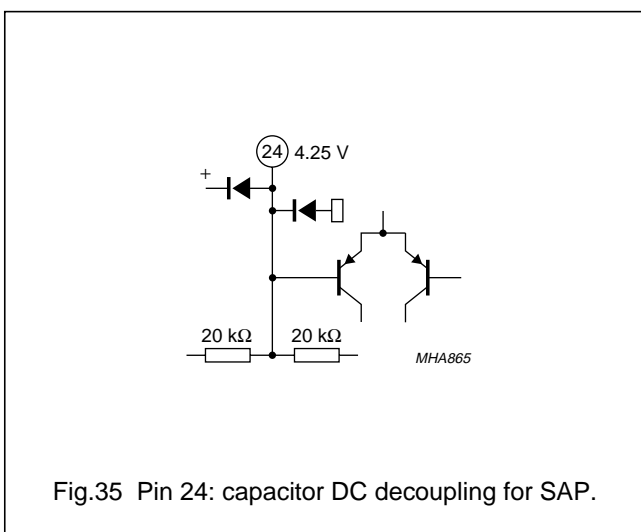 24 4.25 V
+
20 kΩ 20 kΩ
MHA865
Fig.35 Pin 24: capacitor DC decoupling for SAP.